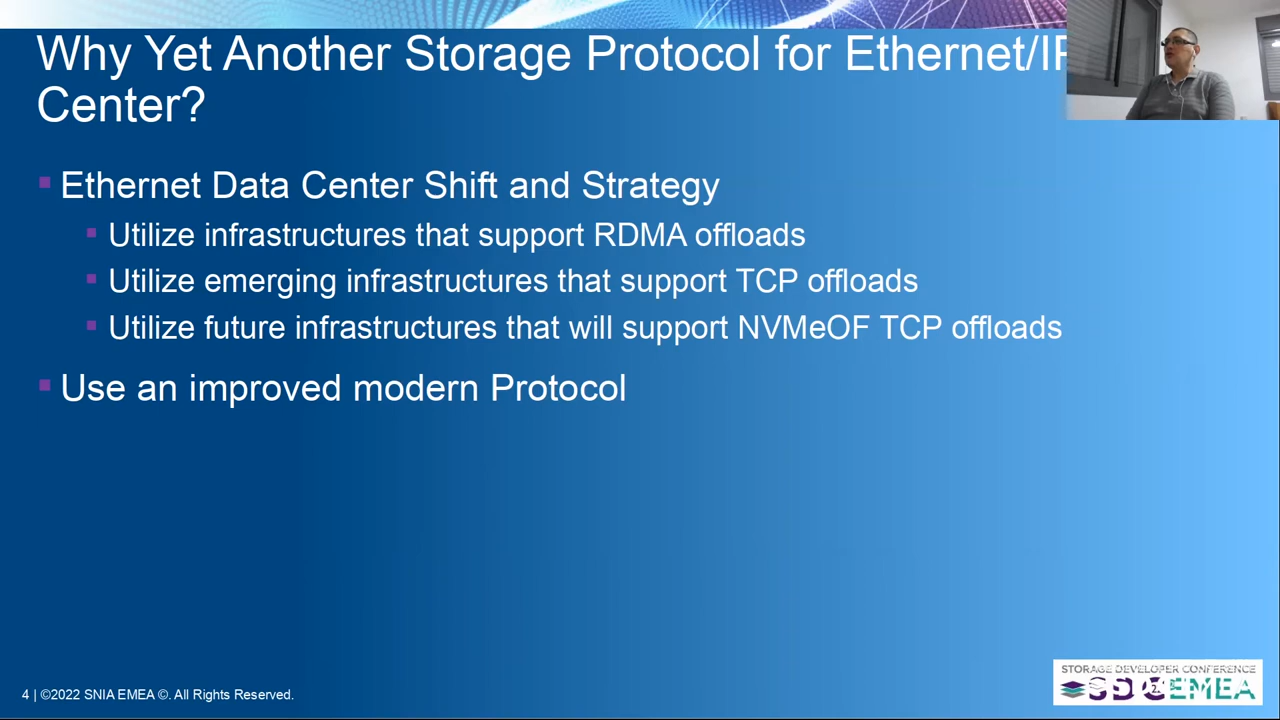 Why Yet Another Storage Protocol for Ethernet/IP
Center?
Ethernet Data Center Shift and Strategy
Utilize infrastructures that support RDMA offloads
Utilize emerging infrastructures that support TCP offloads
Utilize future infrastructures that will support NVMeOF TCP offloads
Use an improved modern Protocol
4 | ©2022 SNIA EMEA ©. All Rights Reserved.
STORAGE DEVELOPER CONFERENCE
EMEA